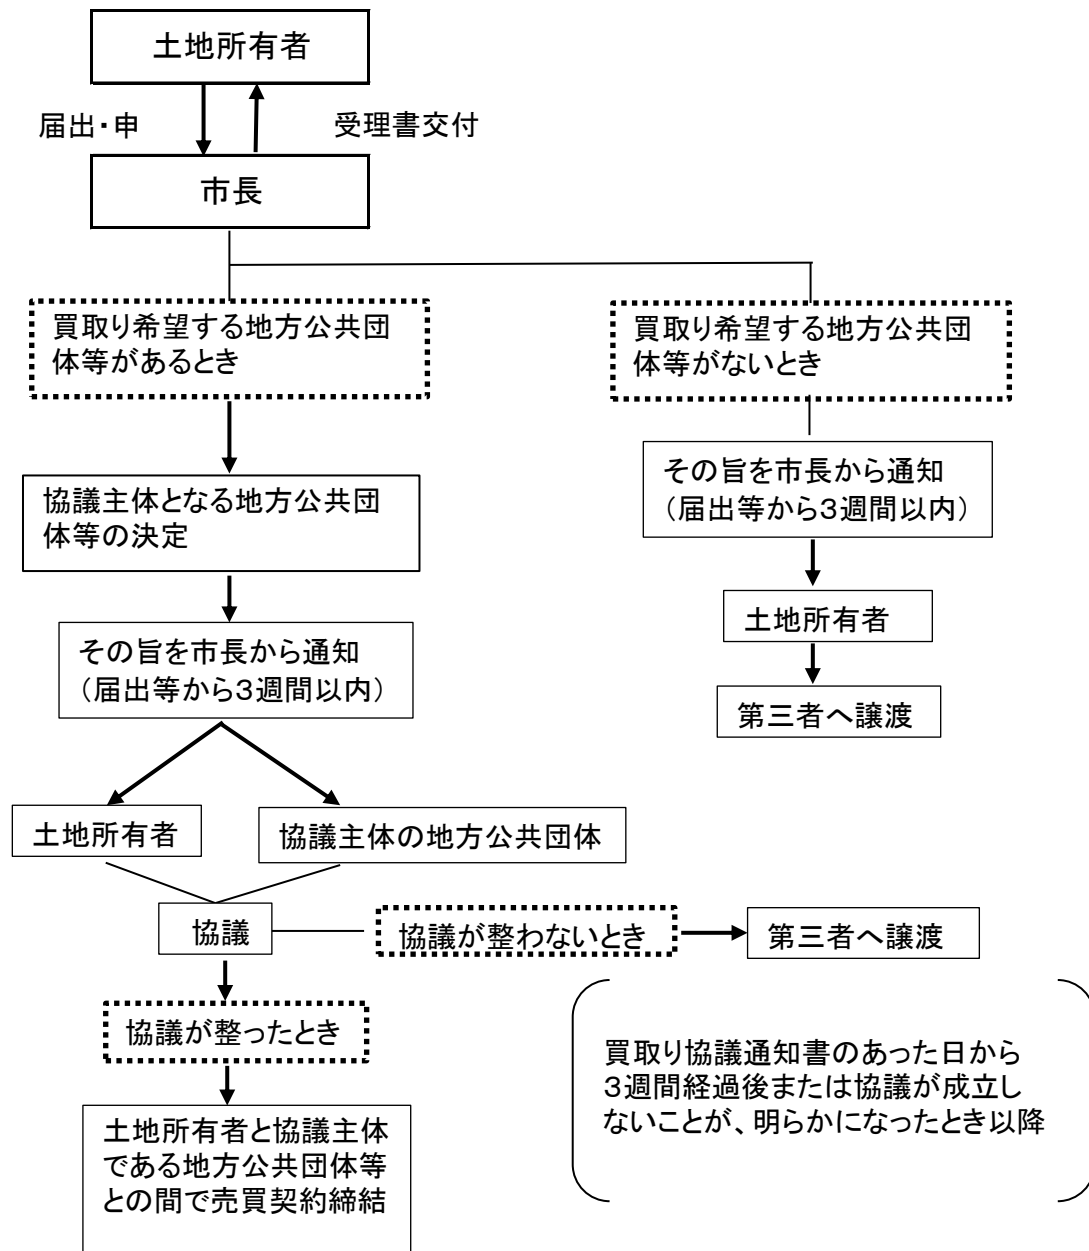 土地所有者
届出・申
受理書交付
市長
買取り希望する地方公共団
体等があるとき
買取り希望する地方公共団
体等がないとき
その旨を市長から通知
（届出等から３週間以内）
協議主体となる地方公共団
体等の決定
土地所有者
その旨を市長から通知
（届出等から３週間以内）
第三者へ譲渡
土地所有者
協議主体の地方公共団体
協議
協議が整わないとき
第三者へ譲渡
協議が整ったとき
買取り協議通知書のあった日から
３週間経過後または協議が成立し
ないことが、明らかになったとき以降
土地所有者と協議主体
である地方公共団体等
との間で売買契約締結